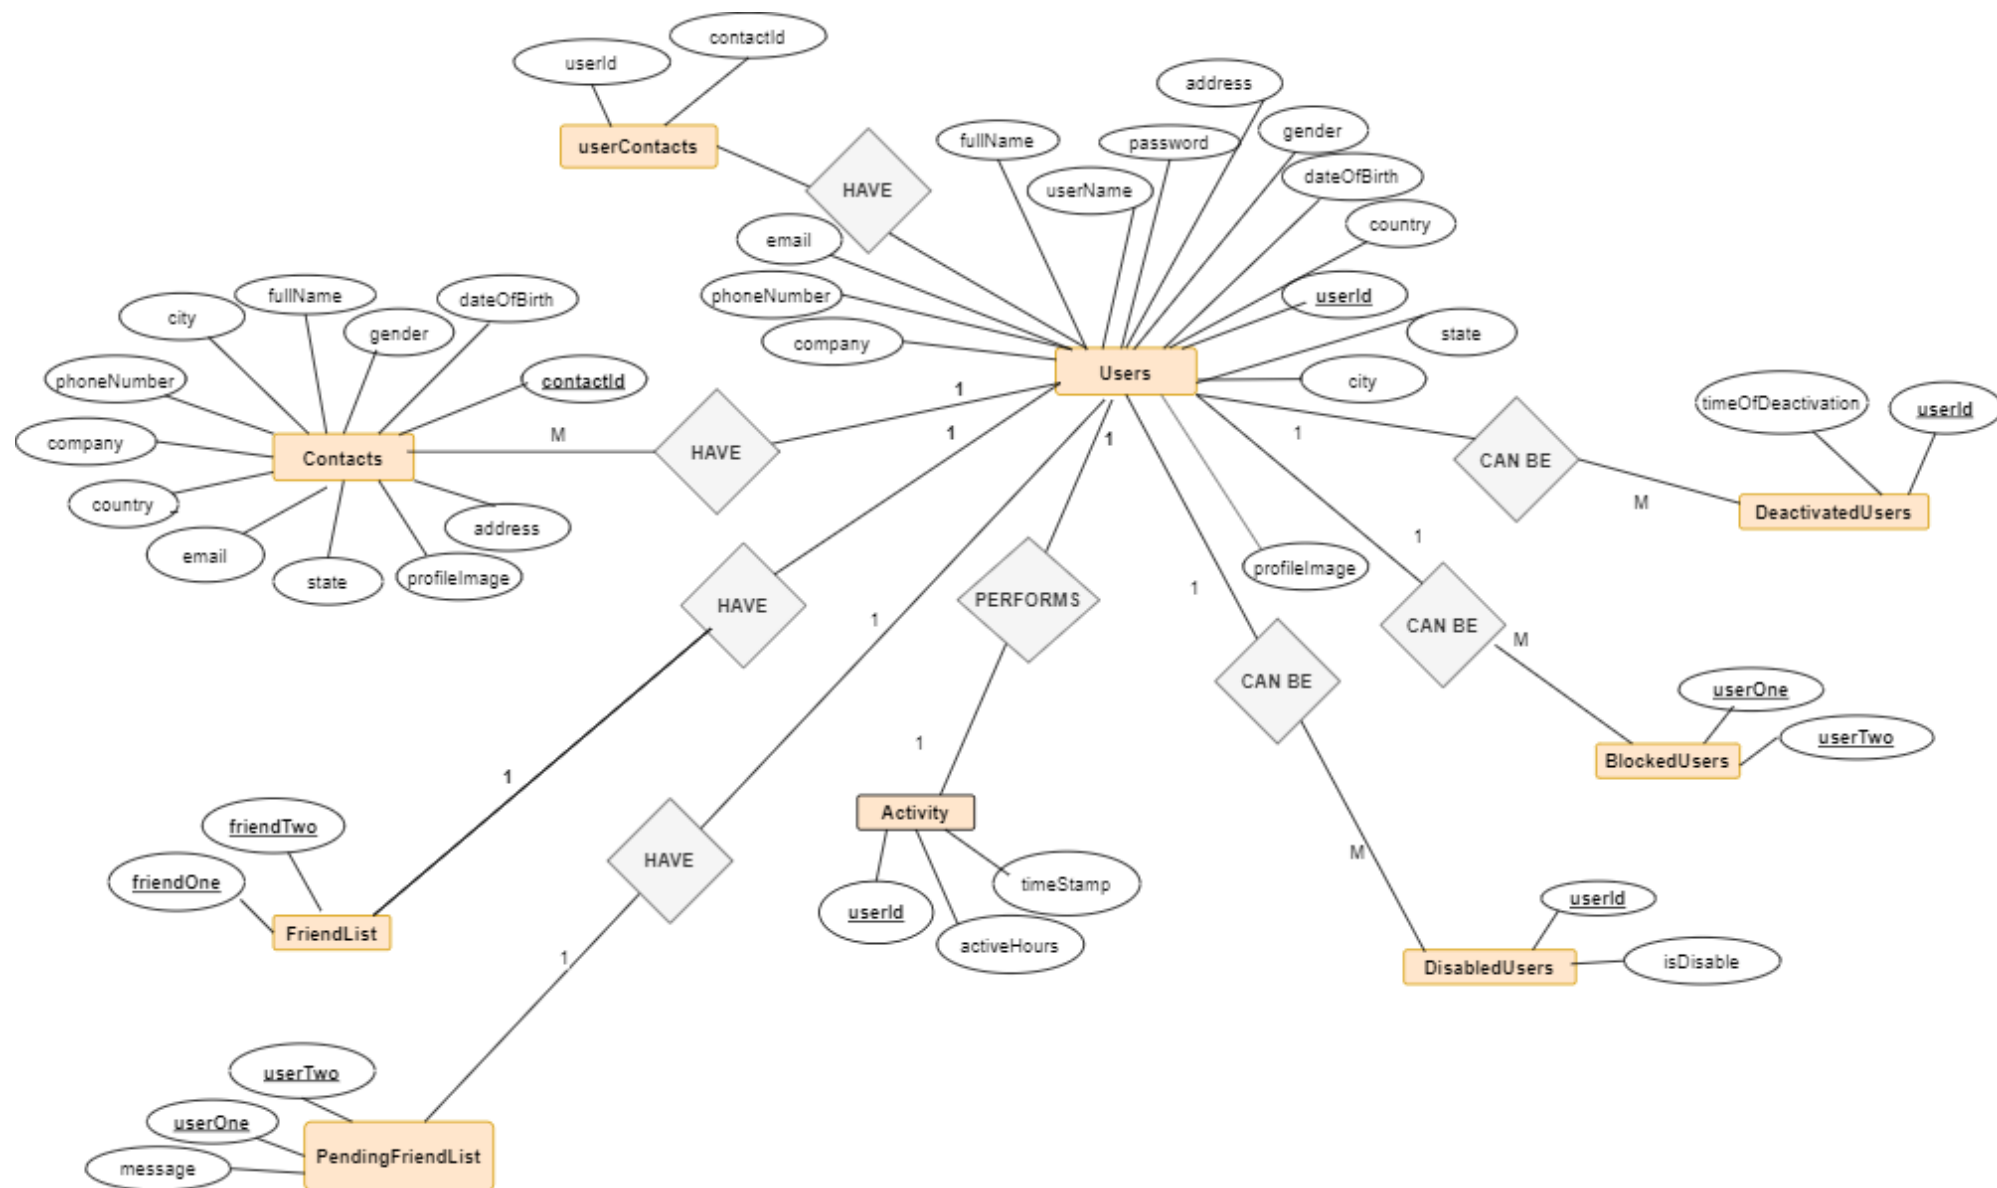 contactId
userId
userContacts
HAVE
address
gender
password
fullName
dateOfBirth
userName
country
email
userId
phoneNumber
state
company
Users
city
fullName
dateOfBirth
city
gender
phoneNumber
contactId
company
Contacts
country
email
state
profileImage
address
M
HAVE
1
1
HAVE
1
FriendList
friendTwo
friendOne
1
HAVE
1
userTwo
userOne
message
PendingFriendList
1
PERFORMS
1
Activity
userId
activeHours
timeStamp
profileImage
1
CAN BE
M
DeactivatedUsers
timeOfDeactivation
userId
1
CAN BE
M
BlockedUsers
userOne
userTwo
1
CAN BE
M
DisabledUsers
userId
isDisable